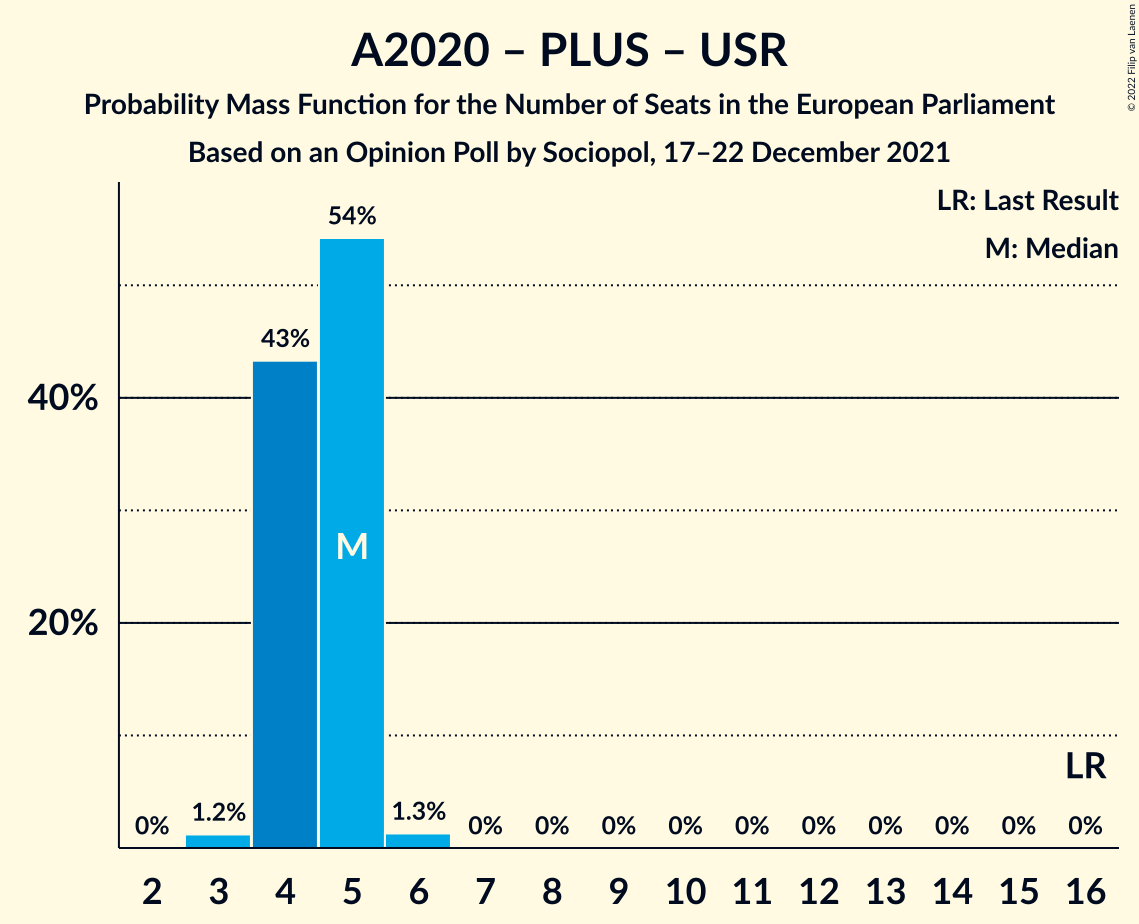 A2020 – PLUS – USR
Probability Mass Function for the Number of Seats in the European Parliament
Based on an Opinion Poll by Sociopol, 17–22 December 2021
© 2022 Filip van Laenen
LR: Last Result
M: Median
54%
43%
40%
M
20%
LR
0% 1.2% 1.3% 0% 0% 0% 0% 0% 0% 0% 0% 0% 0%
2 3 4 5 6 7 8 9 10 11 12 13 14 15 16